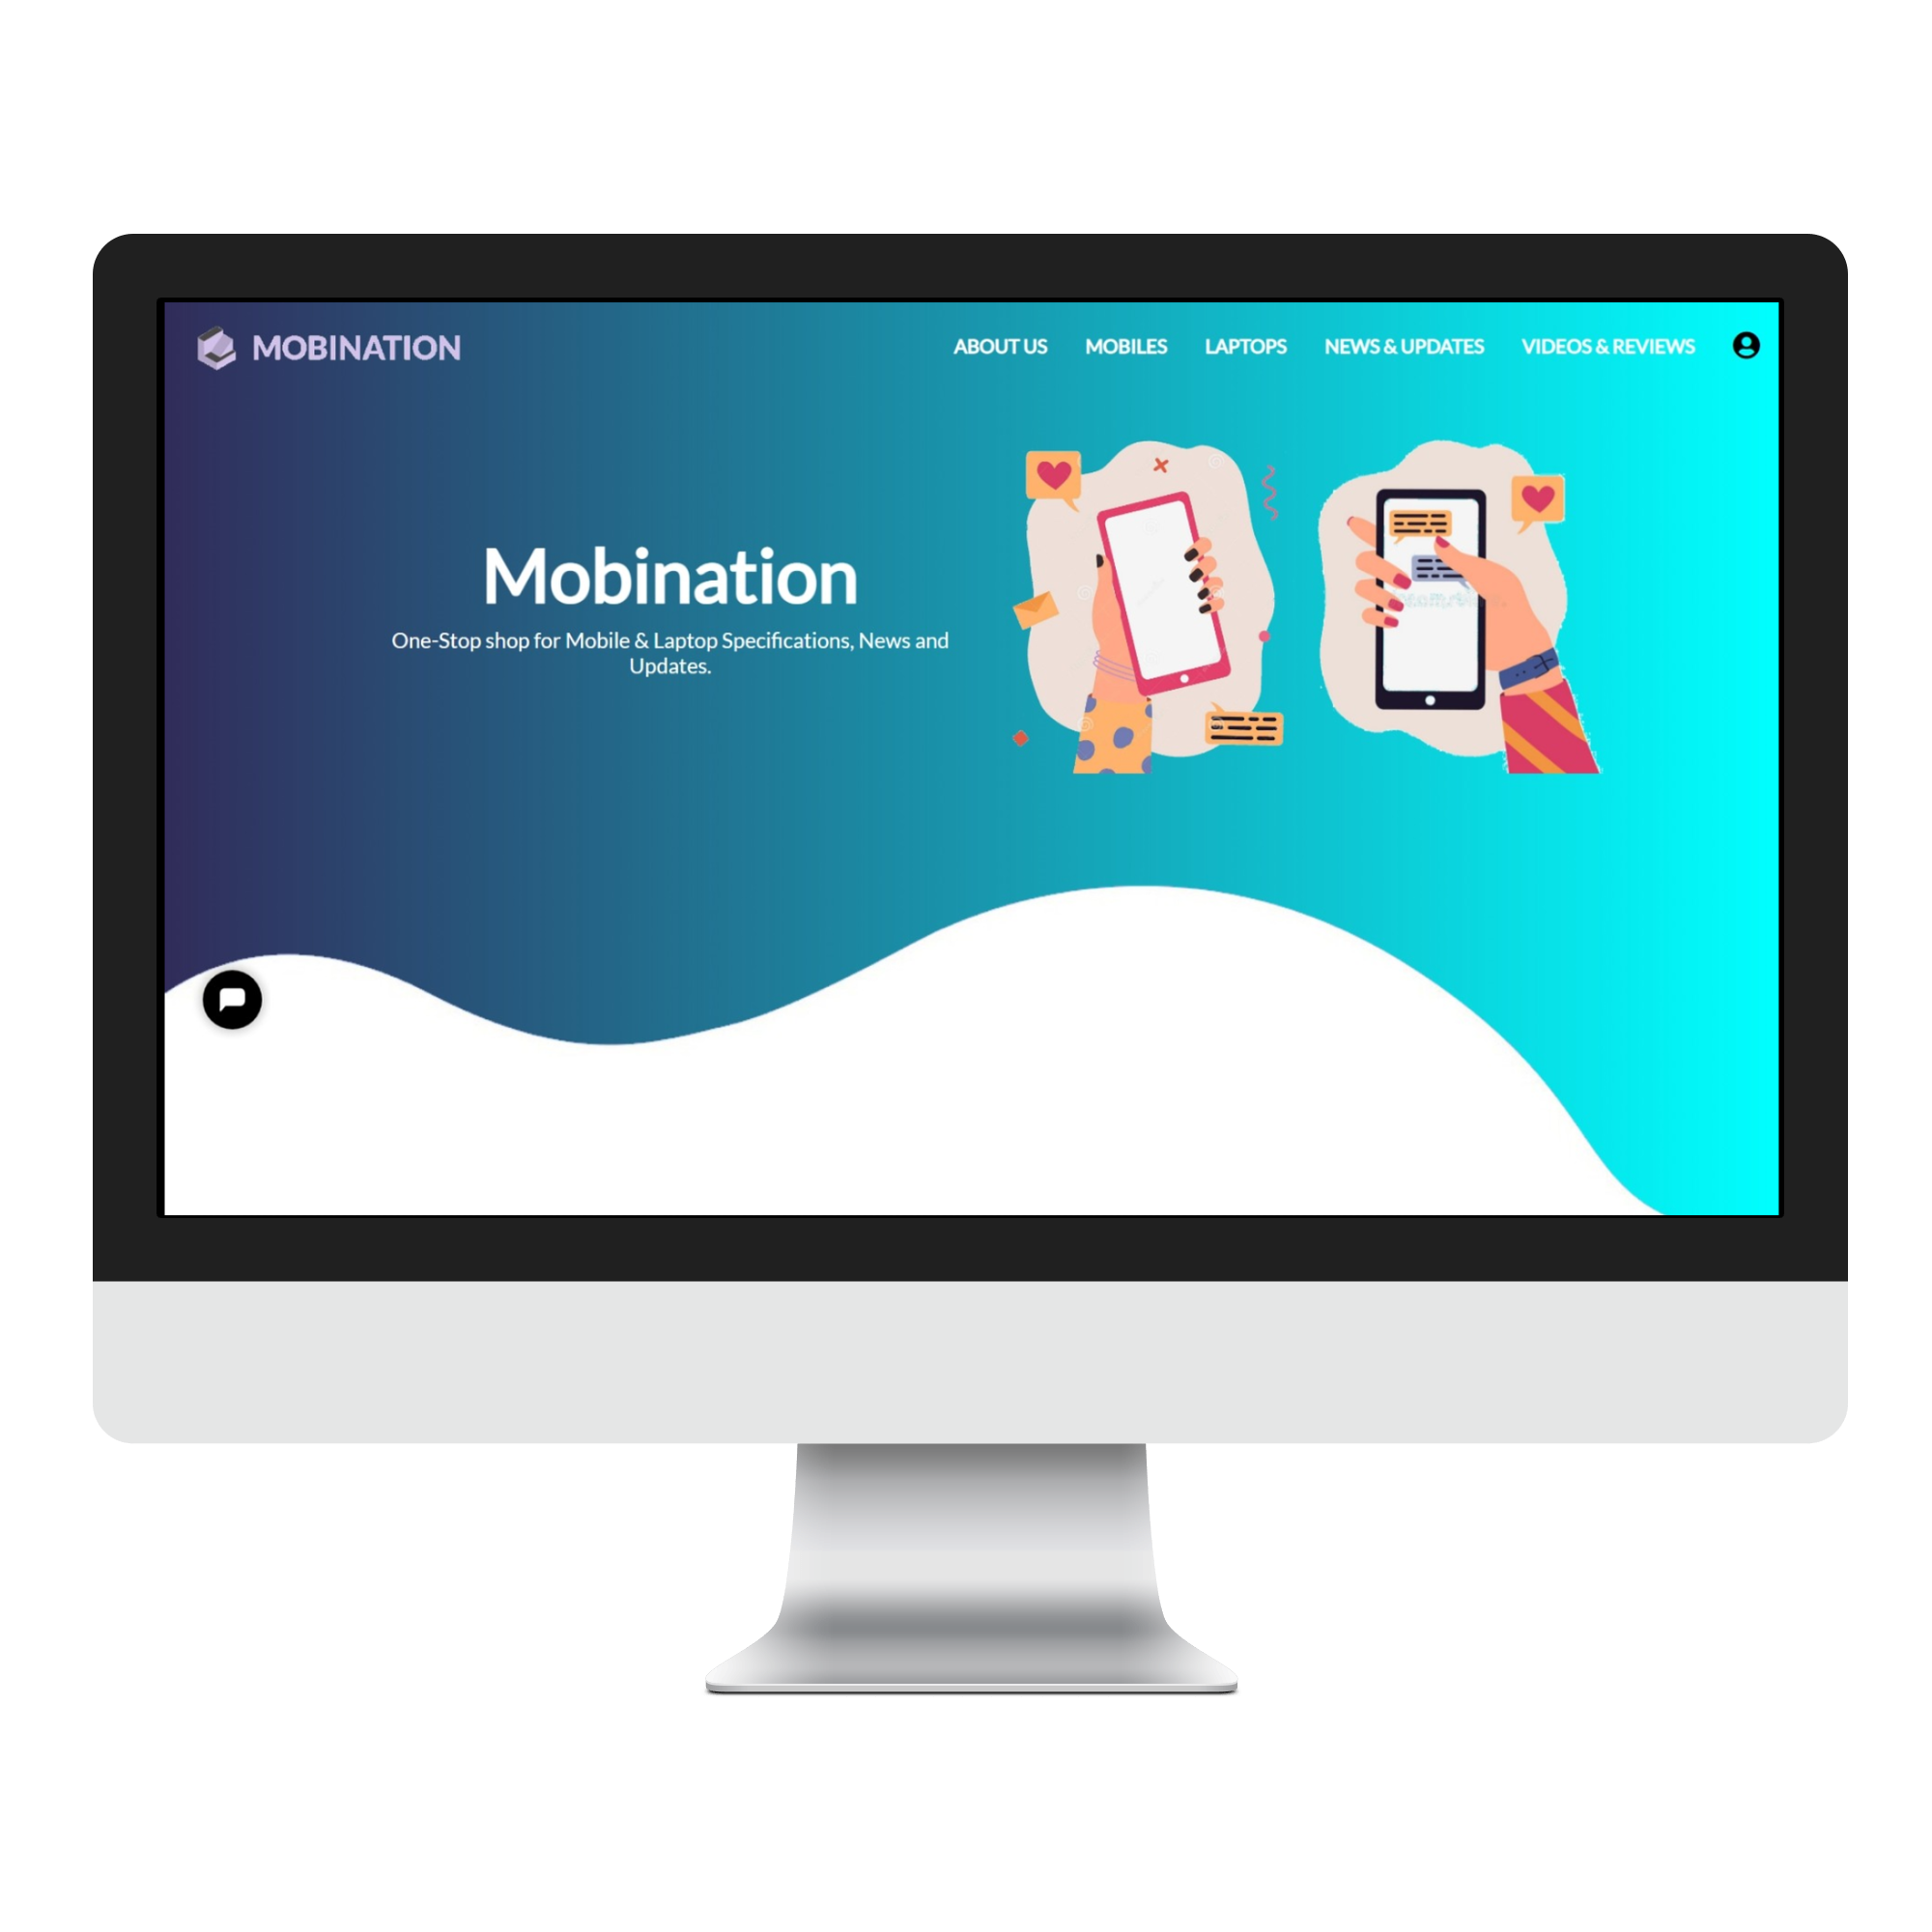 MOBINATION
ABOUT US
MOBILES
LAPTOPS
NEWS & UPDATES
VIDEOS & REVIEWS
Mobination
One-Stop shop for Mobile & Laptop Specifications, News and
Updates.